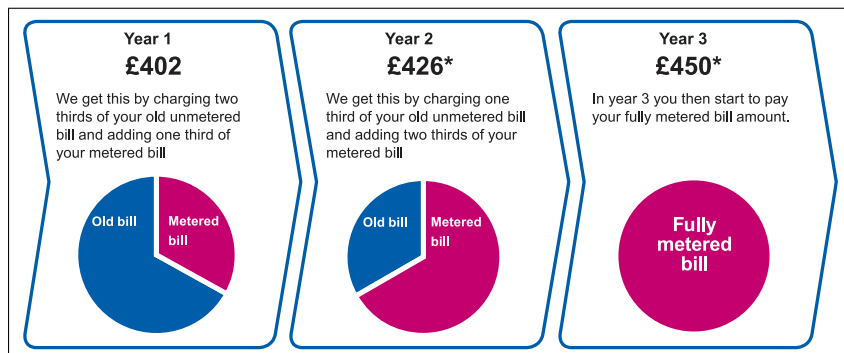 Year 1
£402
We get this by charging two
thirds of your old unmetered
bill and adding one third of
your metered bill
Old bill
Metered
bill
Year 2
£426*
We get this by charging one
third of your old unmetered bill
and adding two thirds of your
metered bill
Old bill
Metered
bill
Year 3
£450*
In year 3 you then start to pay
your fully metered bill amount.
Fully
metered
bill